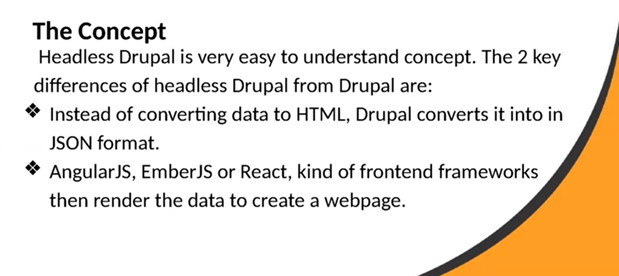 The Concept
Headless Drupal is very easy to understand concept. The 2 key
differences of headless Drupal from Drupal are:
❖ Instead of converting data to HTML, Drupal converts it into in
JSON format.
❖ AngularJS, EmberJS or React, kind of frontend frameworks
then render the data to create a webpage.